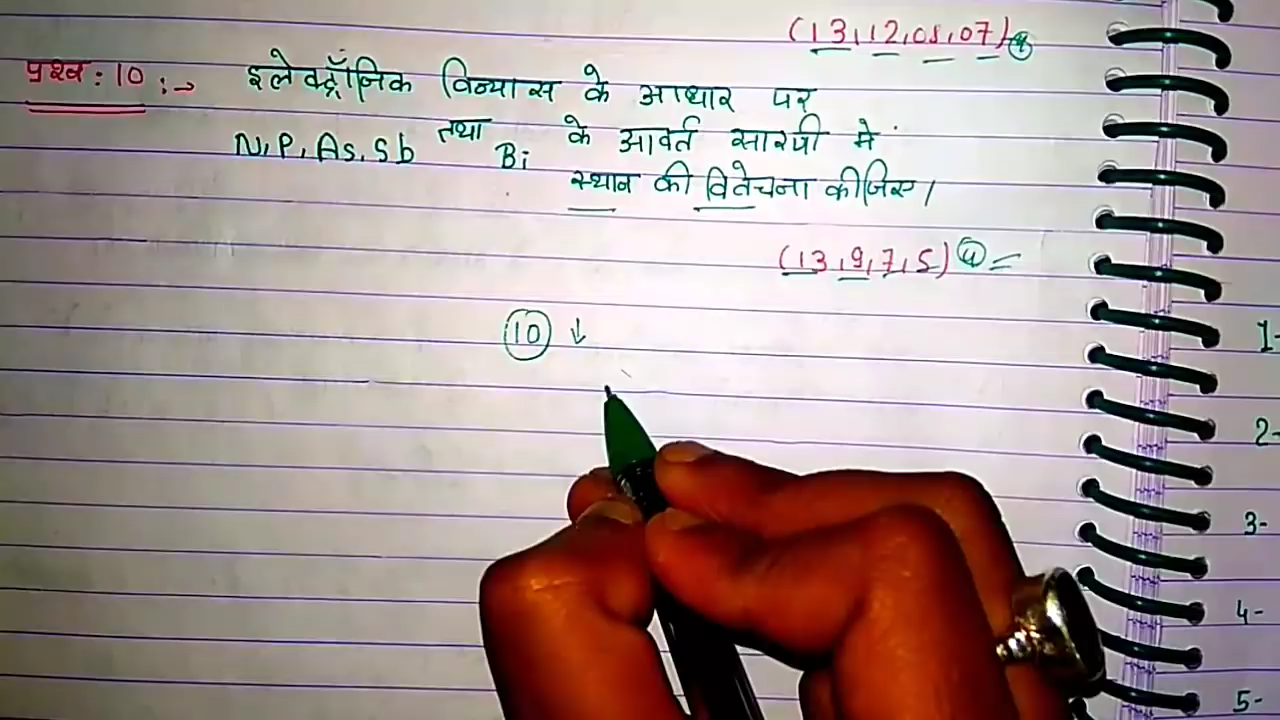 (13,12,05,07)④
प्रश्न:10:→ इलेक्ट्रॉनिक विन्यास के आधार पर
N, P, As, Sb तथा Bi के आवर्त सारणी में
स्थान की विवेचना कीजिए।
(13,9,7,5)④=
⑩ ↓
1-
2-
3-
4-
5-